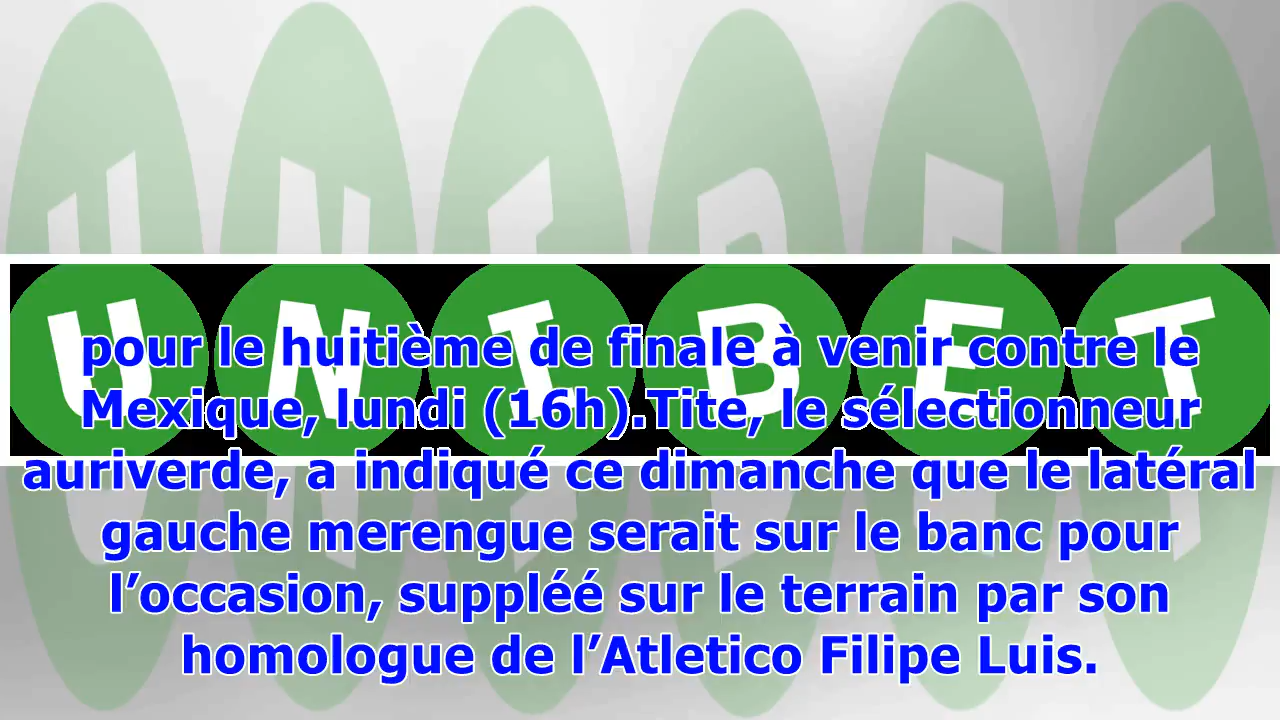 UNIBET
pour le huitième de finale à venir contre le
Mexique, lundi (16h).Tite, le sélectionneur
auriverde, a indiqué ce dimanche que le latéral
gauche merengue serait sur le banc pour
l’occasion, suppléé sur le terrain par son
homologue de l’Atletico Filipe Luis.